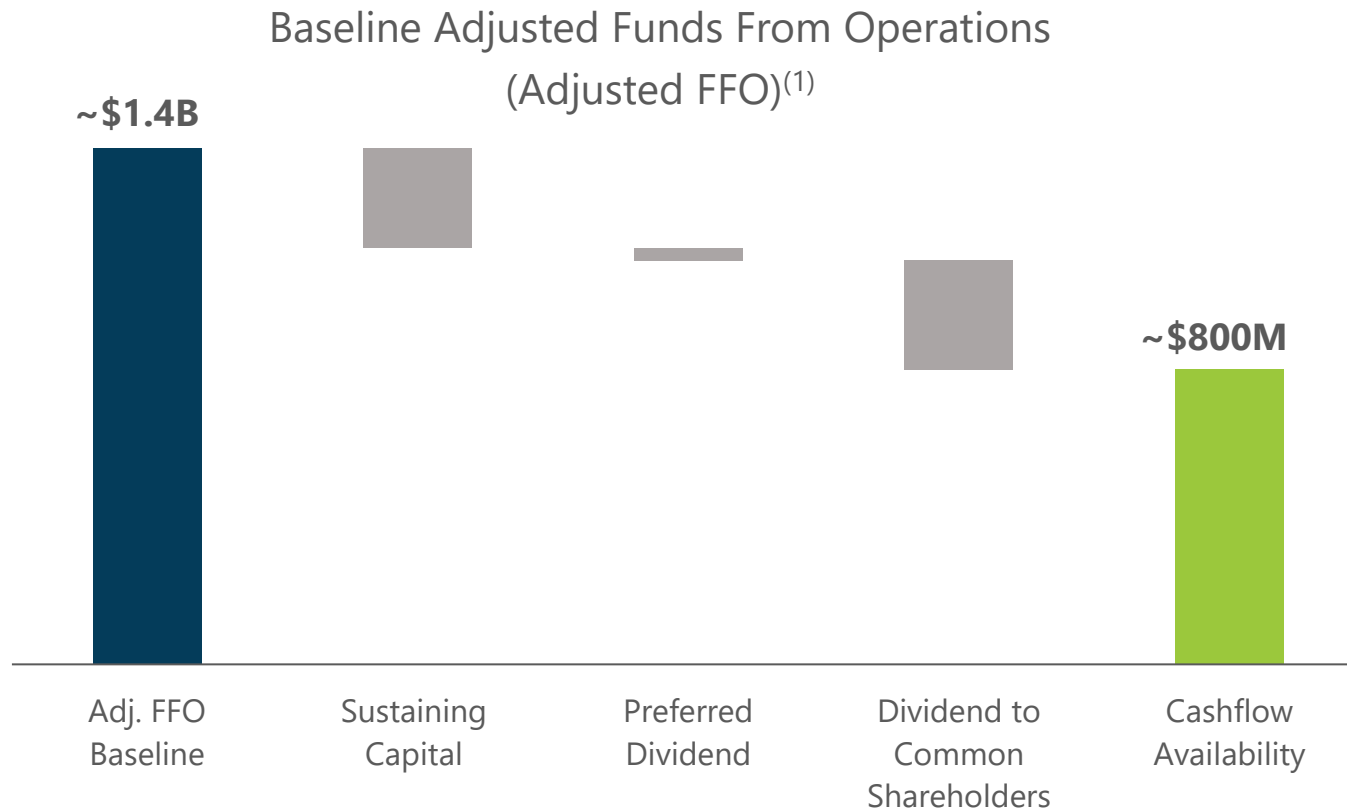 Baseline Adjusted Funds From Operations
(Adjusted FFO)(1)
~$1.4B
~$800M
Adj. FFO
Baseline
Sustaining
Capital
Preferred
Dividend
Dividend to
Common
Shareholders
Cashflow
Availability